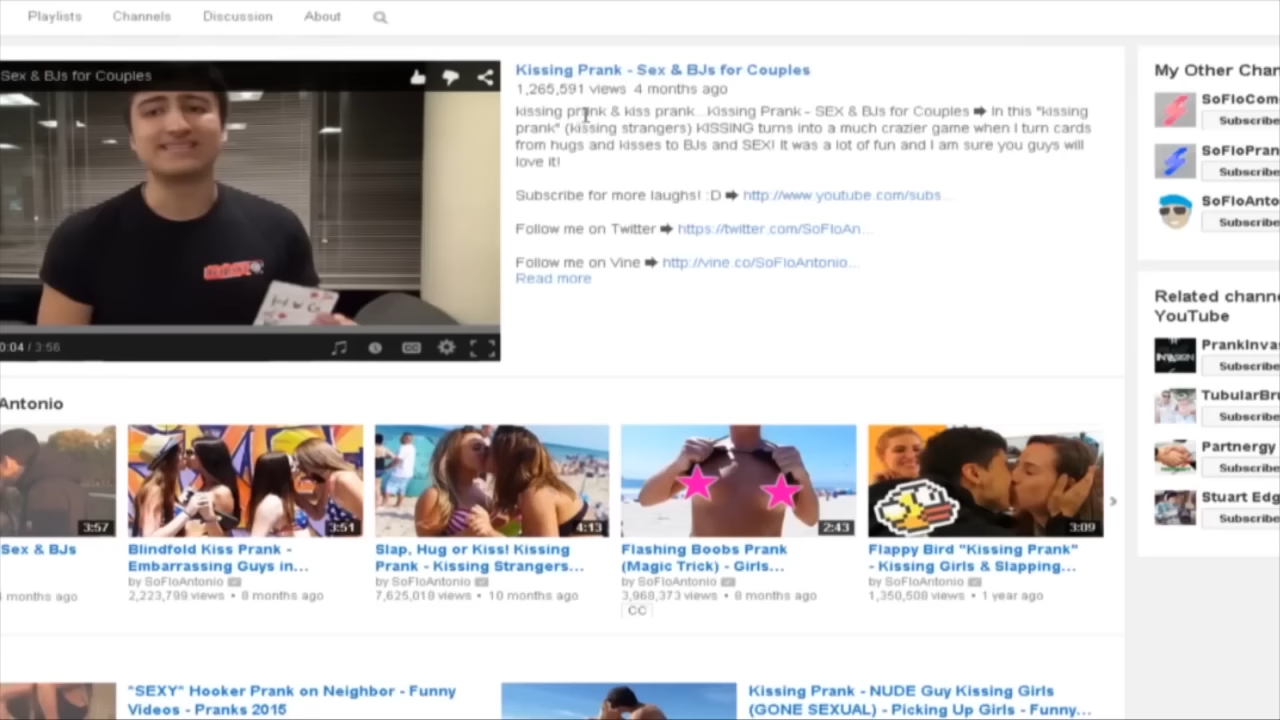 Playlists Channels Discussion About
Sex & BJs for Couples
0:04 / 3:56
CC
Kissing Prank - Sex & BJs for Couples
1,265,591 views 4 months ago
kissing prank & kiss prank...Kissing Prank - SEX & BJs for Couples ➡ In this "kissing
prank" (kissing strangers) KISSING turns into a much crazier game when I turn cards
from hugs and kisses to BJs and SEX! It was a lot of fun and I am sure you guys will
love it!
Subscribe for more laughs! :D ➡ http://www.youtube.com/subs...
Follow me on Twitter ➡ https://twitter.com/SoFloAn...
Follow me on Vine ➡ http://vine.co/SoFloAntonio...
Read more
My Other Chan
SoFloCom
Subscribe
SoFloPran
Subscribe
SoFloAnto
Subscribe
Related channe
YouTube
PrankInvas
Subscribe
TubularBru
Subscribe
Partnergy
Subscribe
Stuart Edg
Subscribe
Antonio
3:57
Sex & BJs
months ago
3:51
Blindfold Kiss Prank -
Embarrassing Guys in...
by SoFloAntonio
2,223,799 views • 8 months ago
4:13
Slap, Hug or Kiss! Kissing
Prank - Kissing Strangers...
by SoFloAntonio
7,625,018 views • 10 months ago
2:43
Flashing Boobs Prank
(Magic Trick) - Girls...
by SoFloAntonio
3,968,373 views • 8 months ago
CC
3:09
Flappy Bird "Kissing Prank"
- Kissing Girls & Slapping...
by SoFloAntonio
1,350,508 views • 1 year ago
"SEXY" Hooker Prank on Neighbor - Funny
Videos - Pranks 2015
Kissing Prank - NUDE Guy Kissing Girls
(GONE SEXUAL) - Picking Up Girls - Funny...